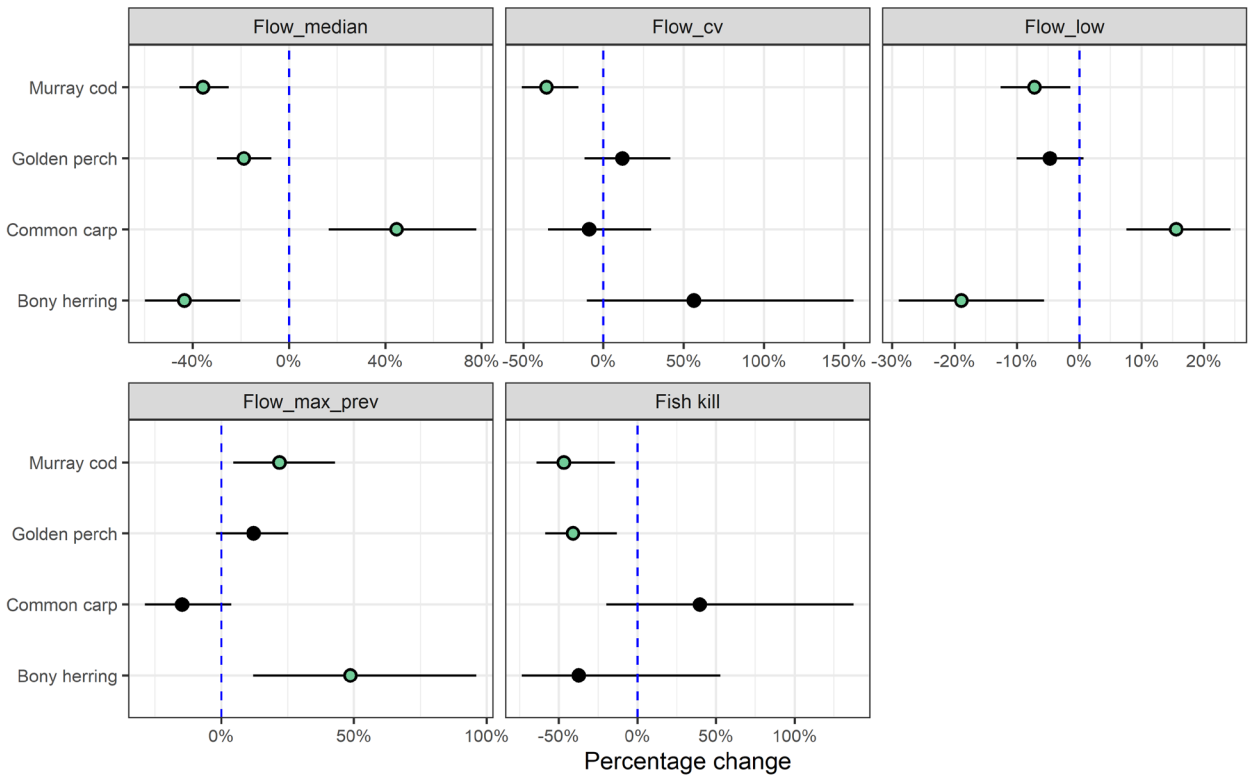 Flow_median Flow_cv Flow_low
Murray cod
Golden perch
Common carp
Bony herring
-40% 0% 40% 80% -50% 0% 50% 100% 150% -30% -20% -10% 0% 10% 20%
Flow_max_prev Fish kill
Murray cod
Golden perch
Common carp
Bony herring
0% 50% 100% -50% 0% 50% 100%
Percentage change